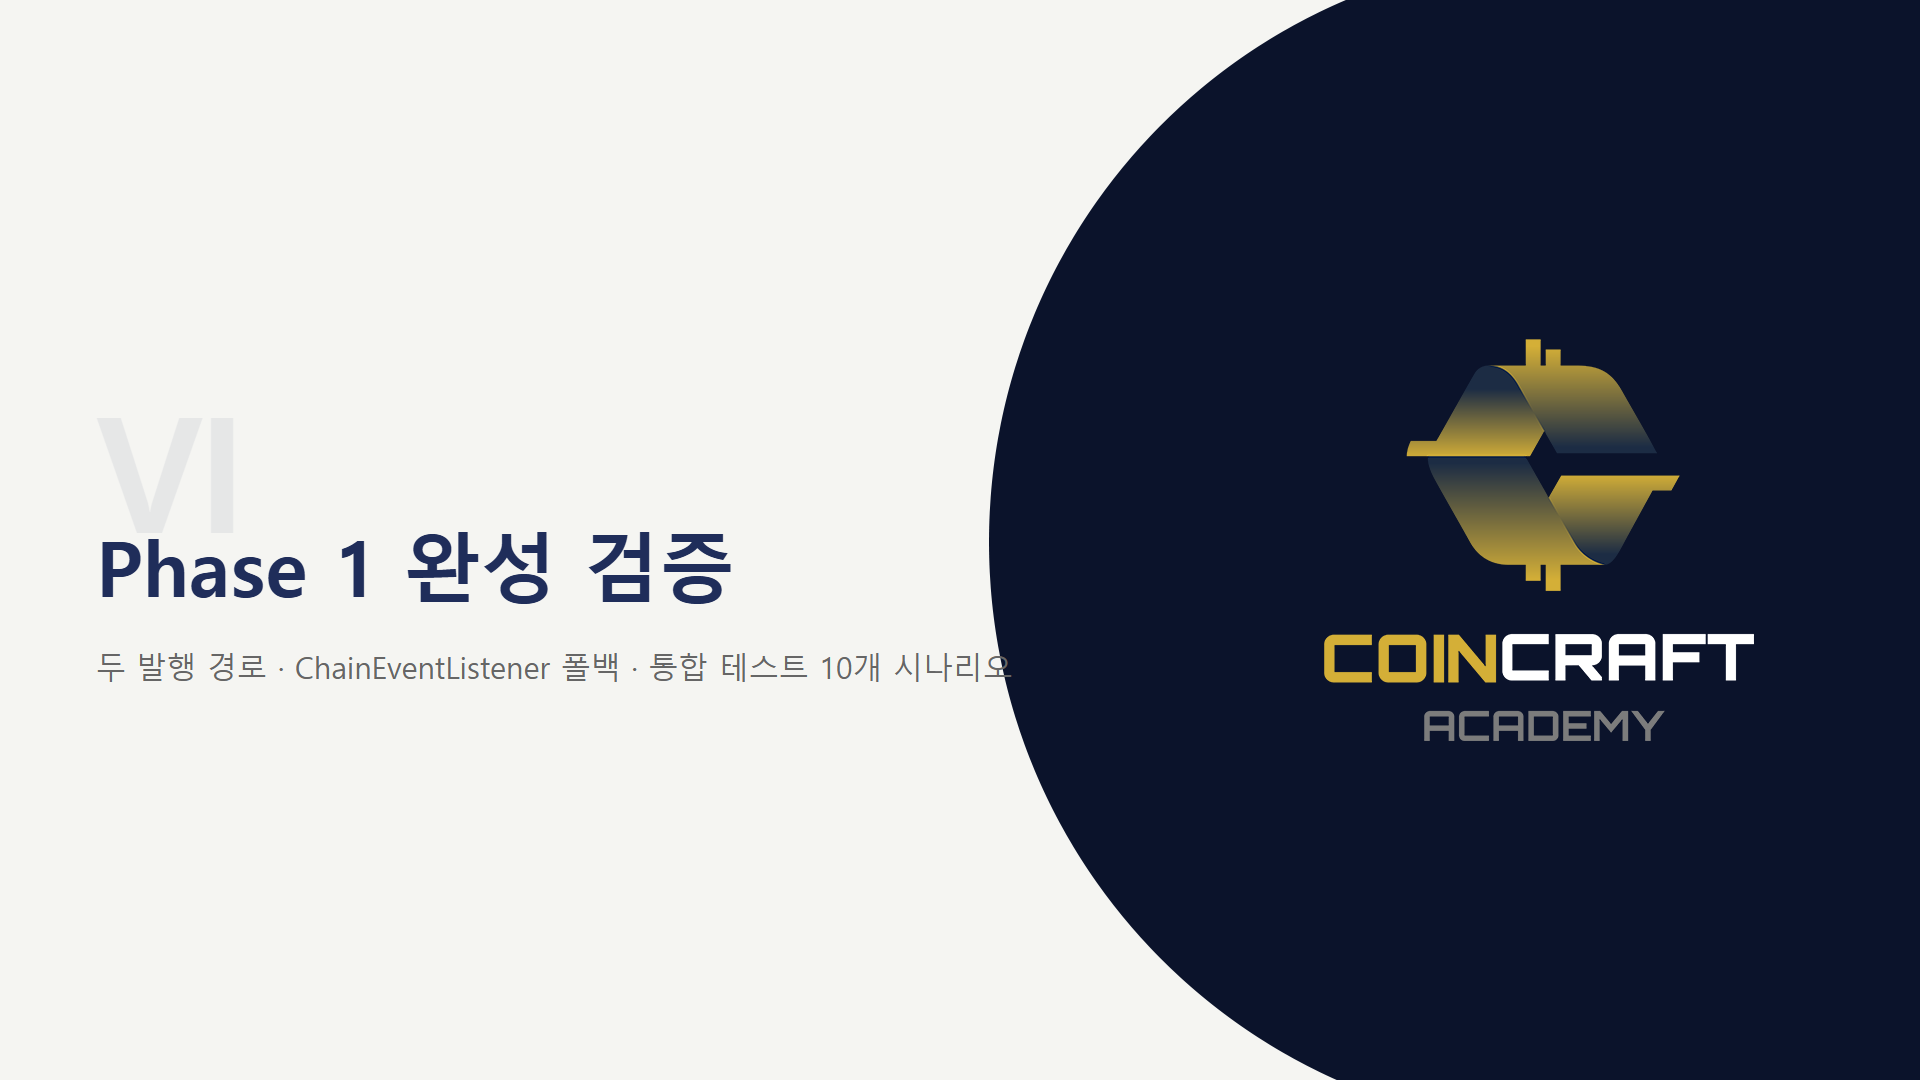 VI
Phase 1 완성 검증
두 발행 경로 · ChainEventListener 폴백 · 통합 테스트 10개 시나리오
COINCRAFT
ACADEMY